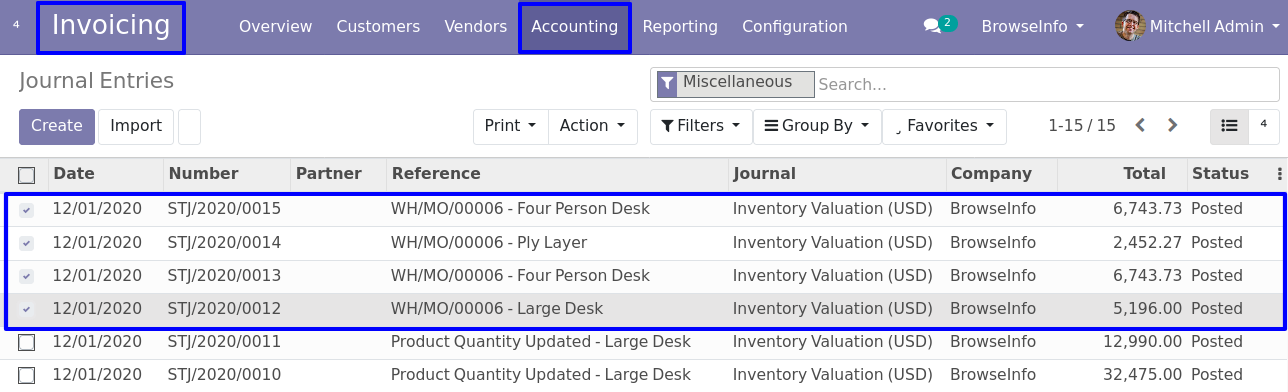 4 Invoicing Overview Customers Vendors Accounting Reporting Configuration 2 BrowseInfo Mitchell Admin
Journal Entries Miscellaneous Search...
Create Import Print Action Filters Group By Favorites 1-15 / 15 4
Date Number Partner Reference Journal Company Total Status
12/01/2020 STJ/2020/0015 WH/MO/00006 - Four Person Desk Inventory Valuation (USD) BrowseInfo 6,743.73 Posted
12/01/2020 STJ/2020/0014 WH/MO/00006 - Ply Layer Inventory Valuation (USD) BrowseInfo 2,452.27 Posted
12/01/2020 STJ/2020/0013 WH/MO/00006 - Four Person Desk Inventory Valuation (USD) BrowseInfo 6,743.73 Posted
12/01/2020 STJ/2020/0012 WH/MO/00006 - Large Desk Inventory Valuation (USD) BrowseInfo 5,196.00 Posted
12/01/2020 STJ/2020/0011 Product Quantity Updated - Large Desk Inventory Valuation (USD) BrowseInfo 12,990.00 Posted
12/01/2020 STJ/2020/0010 Product Quantity Updated - Large Desk Inventory Valuation (USD) BrowseInfo 32,475.00 Posted